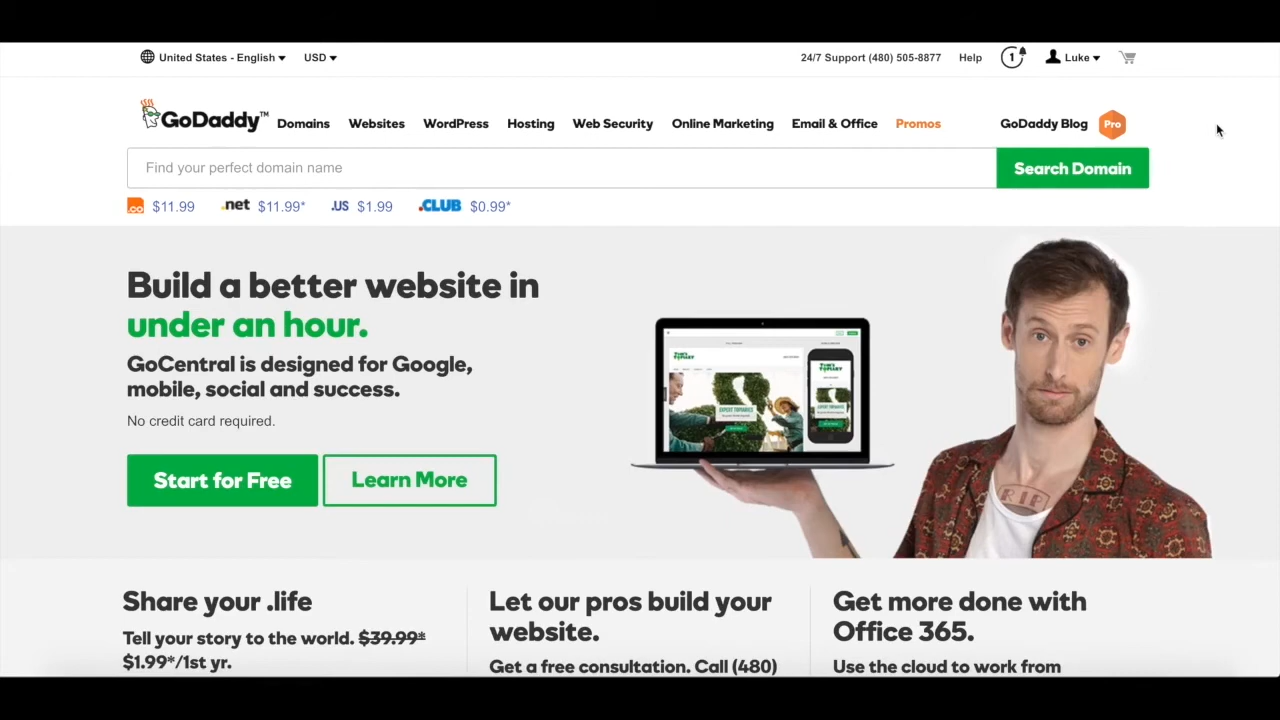 United States - English USD 24/7 Support (480) 505-8877 Help 1 Luke
GoDaddy™ Domains Websites WordPress Hosting Web Security Online Marketing Email & Office Promos GoDaddy Blog Pro
Find your perfect domain name Search Domain
.co $11.99 .net $11.99* .US $1.99 .CLUB $0.99*
Build a better website in
under an hour.
GoCentral is designed for Google,
mobile, social and success.
No credit card required.
Start for Free Learn More
RIP
Share your .life
Tell your story to the world. $39.99*
$1.99*/1st yr.
Let our pros build your
website.
Get a free consultation. Call (480)
Get more done with
Office 365.
Use the cloud to work from